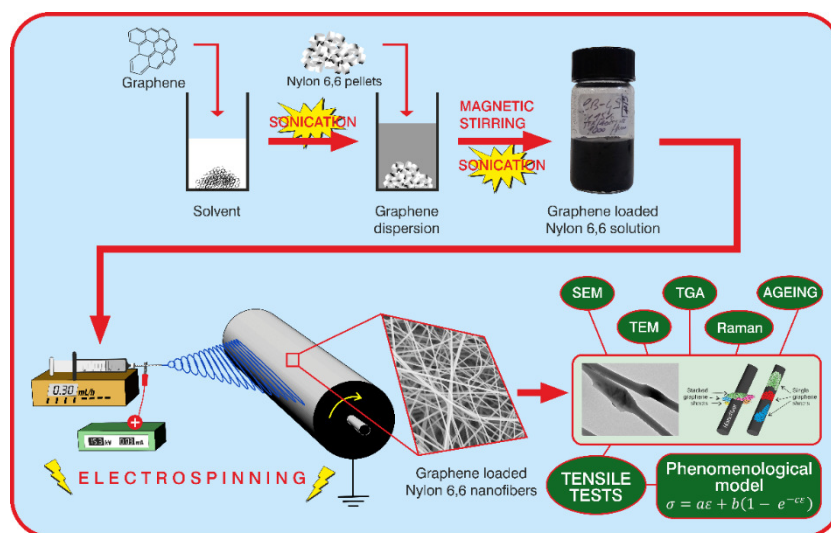 Graphene
Nylon 6,6 pellets
SONICATION
MAGNETIC
STIRRING
SONICATION
Solvent
Graphene
dispersion
Graphene loaded
Nylon 6,6 solution
SEM
TGA
AGEING
TEM
Raman
0.30 mL/h
Stacked
graphene
sheets
Nanofiber
Single
graphene
sheets
ELECTROSPINNING
Graphene loaded
Nylon 6,6 nanofibers
TENSILE
TESTS
Phenomenological
model
σ = aε + b(1 − e^{−cε})